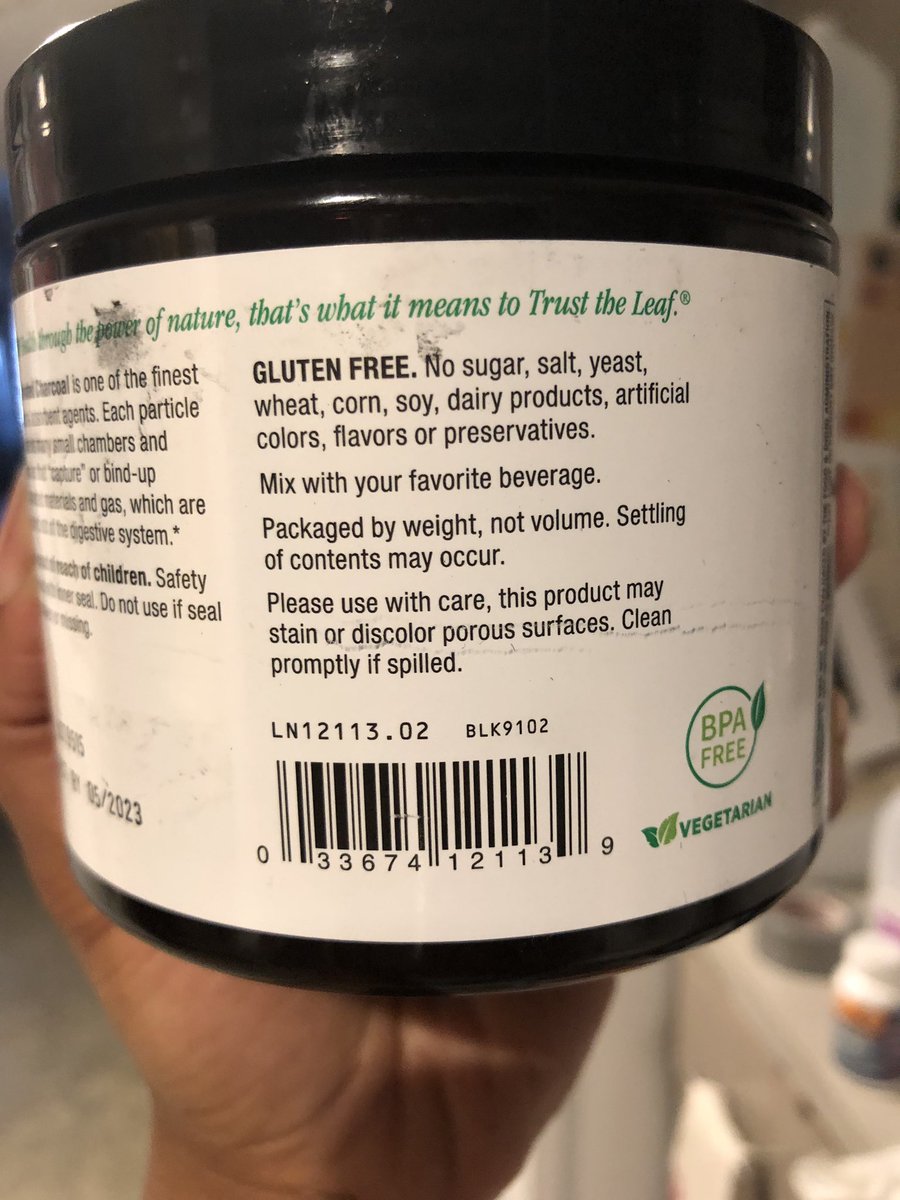 through the power of nature, that's what it means to Trust the Leaf.®
Charcoal is one of the finest
agents. Each particle
many small chambers and
"capture" or bind-up
materials and gas, which are
of the digestive system.*
reach of children. Safety
inner seal. Do not use if seal
missing.
BY 05/2023
GLUTEN FREE. No sugar, salt, yeast,
wheat, corn, soy, dairy products, artificial
colors, flavors or preservatives.
Mix with your favorite beverage.
Packaged by weight, not volume. Settling
of contents may occur.
Please use with care, this product may
stain or discolor porous surfaces. Clean
promptly if spilled.
LN12113.02 BLK9102
0 33674 12113 9
BPA
FREE
VEGETARIAN